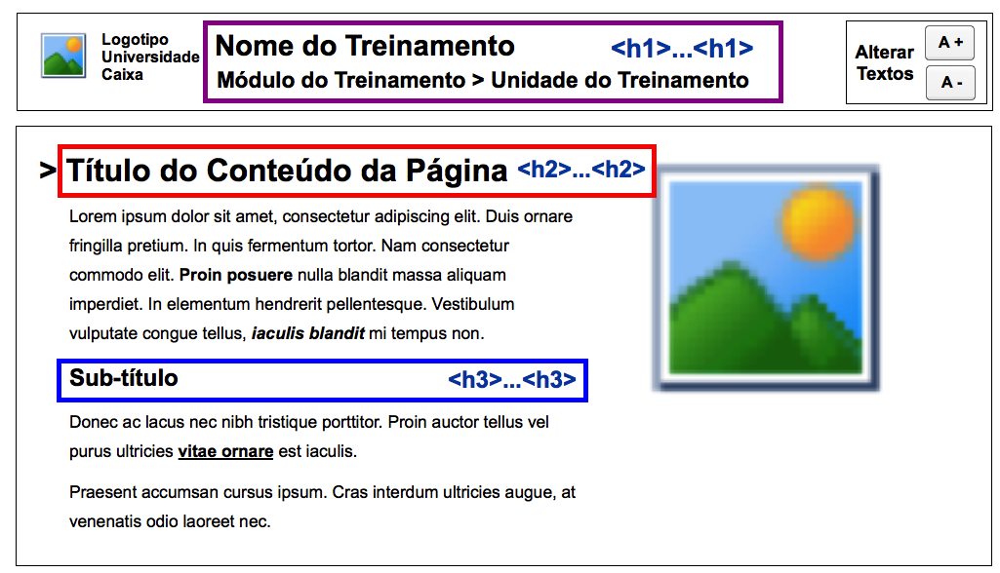 Logotipo
Universidade
Caixa
Nome do Treinamento <h1>...<h1>
Módulo do Treinamento > Unidade do Treinamento
Alterar
Textos
A +
A -
> Título do Conteúdo da Página <h2>...<h2>
Lorem ipsum dolor sit amet, consectetur adipiscing elit. Duis ornare
fringilla pretium. In quis fermentum tortor. Nam consectetur
commodo elit. Proin posuere nulla blandit massa aliquam
imperdiet. In elementum hendrerit pellentesque. Vestibulum
vulputate congue tellus, iaculis blandit mi tempus non.
Sub-título <h3>...<h3>
Donec ac lacus nec nibh tristique porttitor. Proin auctor tellus vel
purus ultricies vitae ornare est iaculis.
Praesent accumsan cursus ipsum. Cras interdum ultricies augue, at
venenatis odio laoreet nec.